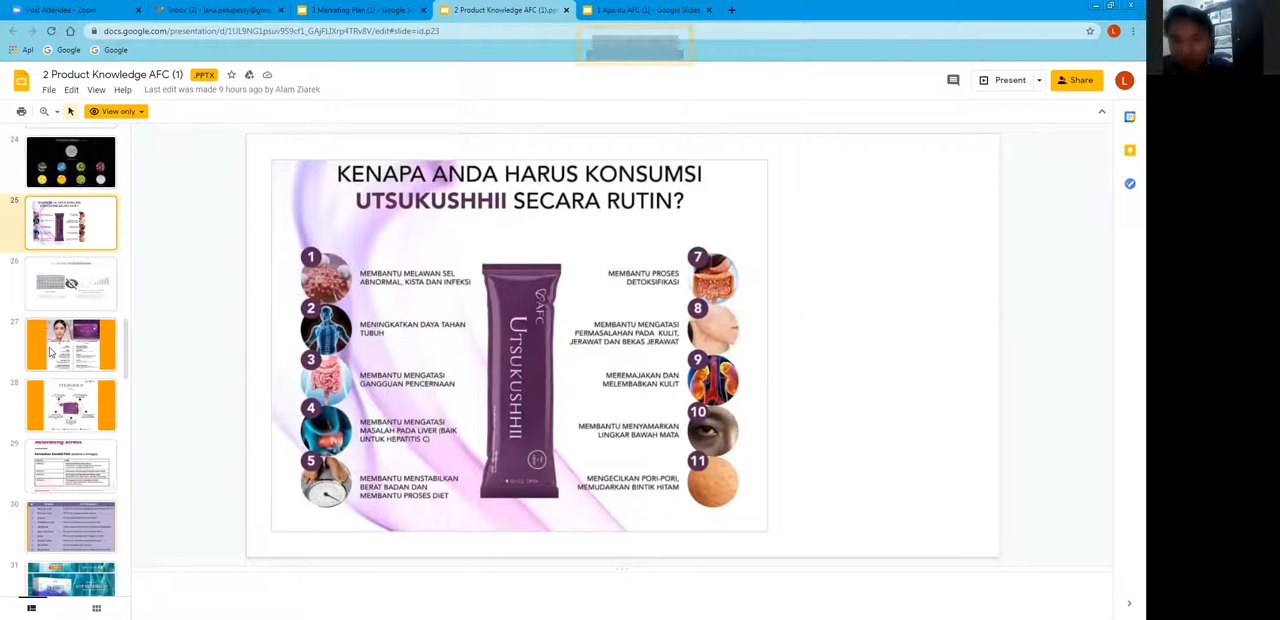 Post Attendee - Zoom
Inbox (3) - lana.pelupessy@gma
3 Marketing Plan (1) - Google Sl
2 Product Knowledge AFC (1).pp
1 Apa itu AFC (1) - Google Slides
docs.google.com/presentation/d/1UL9NG1psuv9S9cf1_GAjFLIXrp4TRv8V/edit#slide=id.p23
L
Apl
Google
Google
2 Product Knowledge AFC (1)
.PPTX
File
Edit
View
Help
Last edit was made 9 hours ago by Alam Ziarek
Present
Share
L
View only
24
25
26
27
28
29
30
31
KENAPA ANDA HARUS KONSUMSI
UTSUKUSHHII SECARA RUTIN?
1
MEMBANTU MELAWAN SEL
ABNORMAL, KISTA DAN INFEKSI
2
MENINGKATKAN DAYA TAHAN
TUBUH
3
MEMBANTU MENGATASI
GANGGUAN PENCERNAAN
4
MEMBANTU MENGATASI
MASALAH PADA LIVER (BAIK
UNTUK HEPATITIS C)
5
MEMBANTU MENSTABILKAN
BERAT BADAN DAN
MEMBANTU PROSES DIET
AFC
UTSUKUSHHII
7
MEMBANTU PROSES
DETOKSIFIKASI
8
MEMBANTU MENGATASI
PERMASALAHAN PADA KULIT,
JERAWAT DAN BEKAS JERAWAT
9
MEREMAJAKAN DAN
MELEMBABKAN KULIT
10
MEMBANTU MENYAMARKAN
LINGKAR BAWAH MATA
11
MENGECILKAN PORI-PORI,
MEMUDARKAN BINTIK HITAM